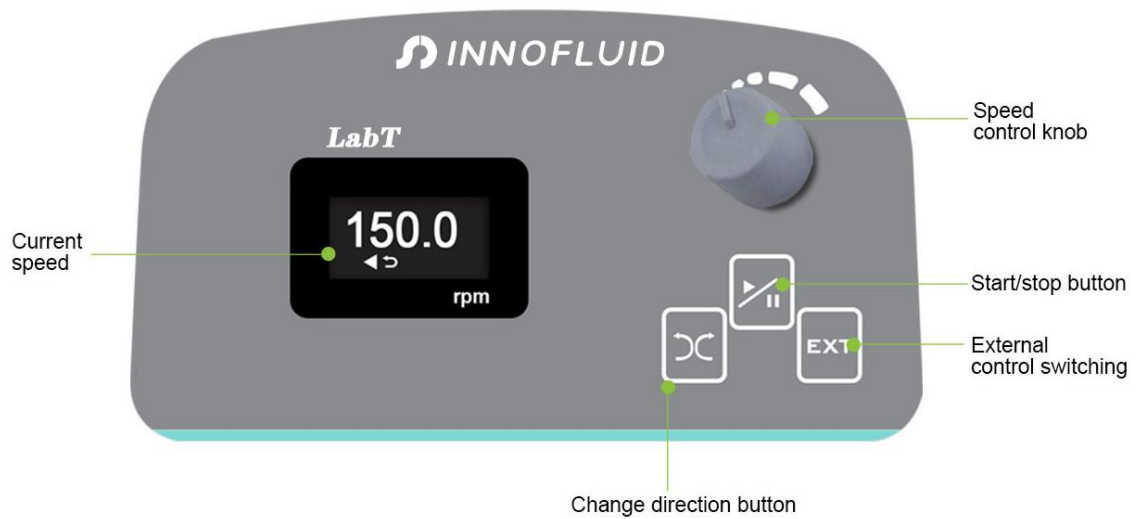 INNOFLUID
LabT
Speed
control knob
150.0
Current
speed
rpm
Start/stop button
EXT
External
control switching
Change direction button